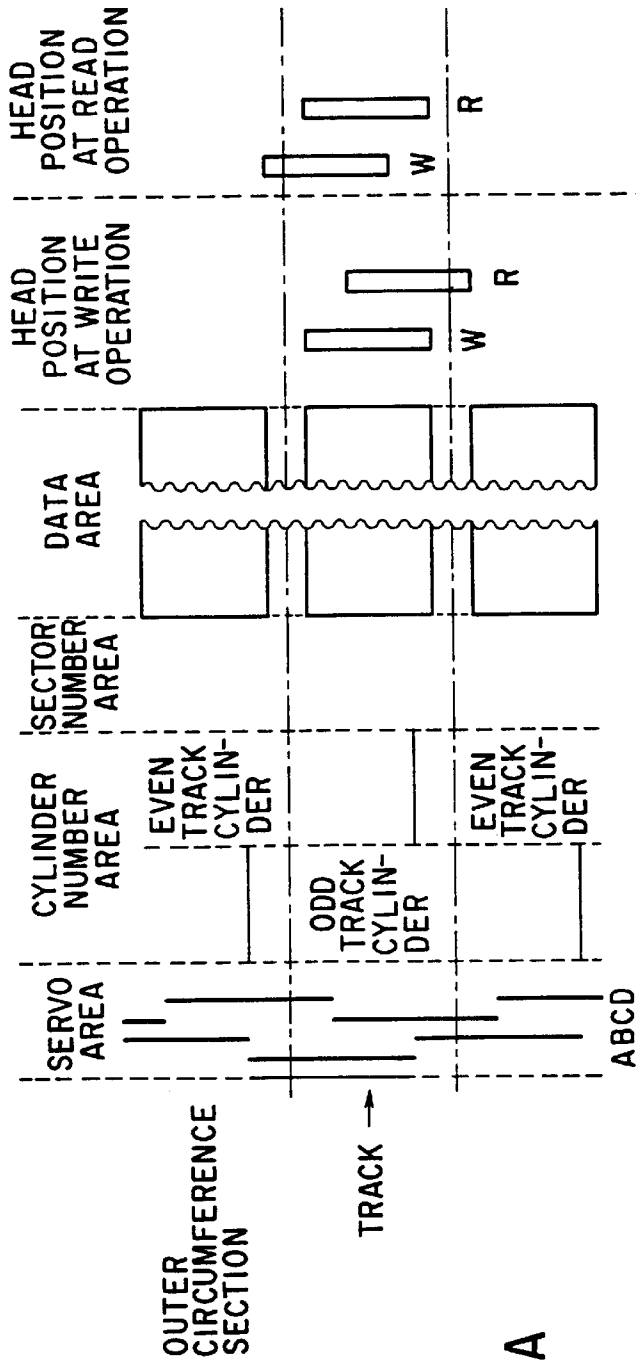 OUTER
CIRCUMFERENCE
SECTION
SERVO
AREA
CYLINDER
NUMBER
AREA
SECTOR
NUMBER
AREA
DATA
AREA
HEAD
POSITION
AT WRITE
OPERATION
HEAD
POSITION
AT READ
OPERATION
EVEN
TRACK
CYLIN-
DER
ODD
TRACK
CYLIN-
DER
EVEN
TRACK
CYLIN-
DER
TRACK
W
R
W
R
ABCD
A